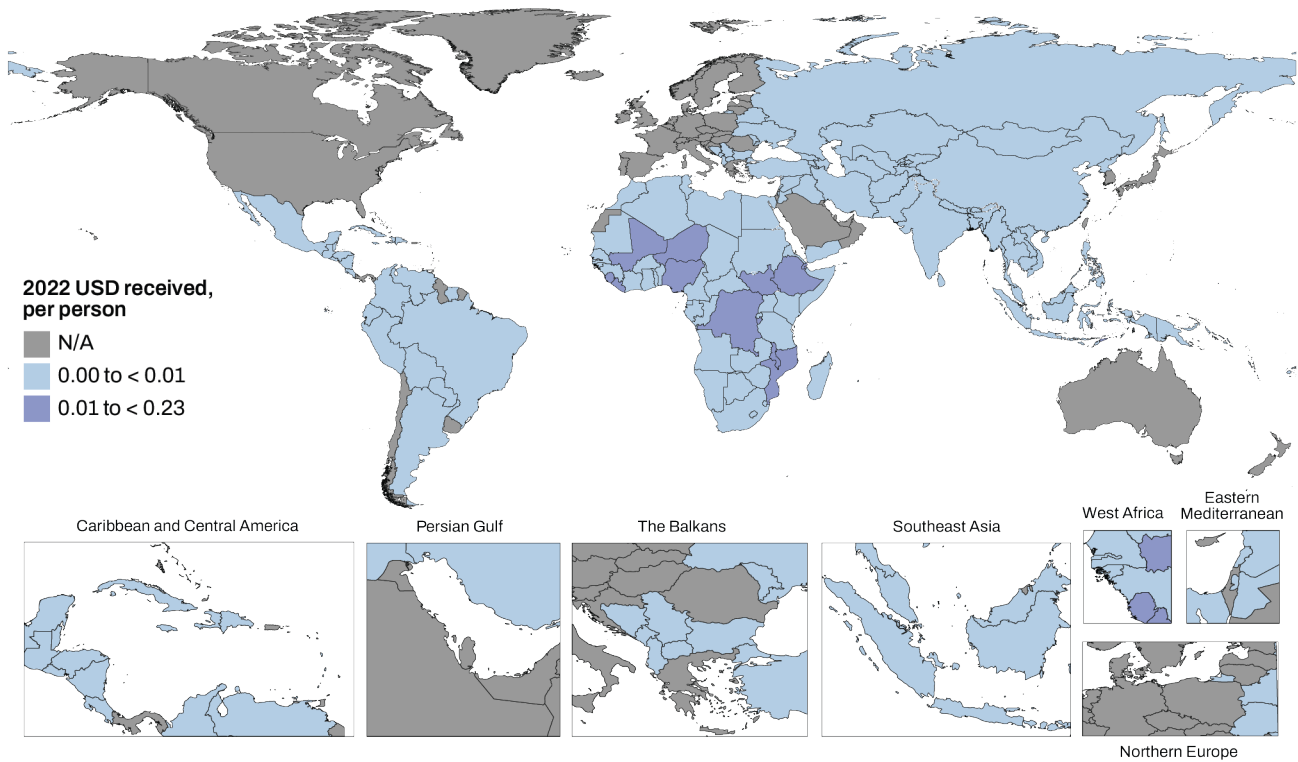 2022 USD received,
per person
N/A
0.00 to < 0.01
0.01 to < 0.23
Caribbean and Central America
Persian Gulf
The Balkans
Southeast Asia
West Africa
Eastern
Mediterranean
Northern Europe